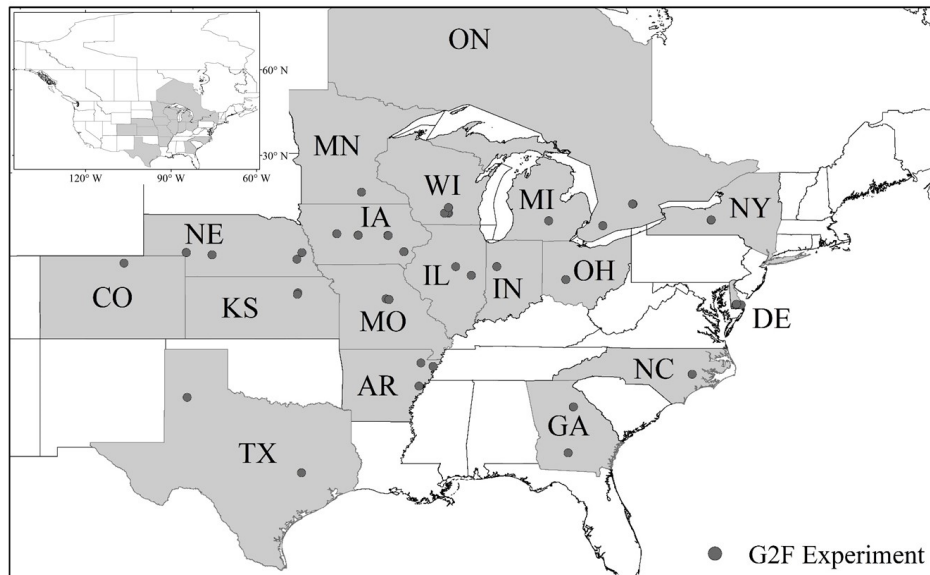 ON
60° N
MN
30° N
WI
120° W
90° W
60° W
MI
NY
IA
NE
IL
IN
OH
CO
KS
MO
DE
AR
NC
GA
TX
G2F Experiment